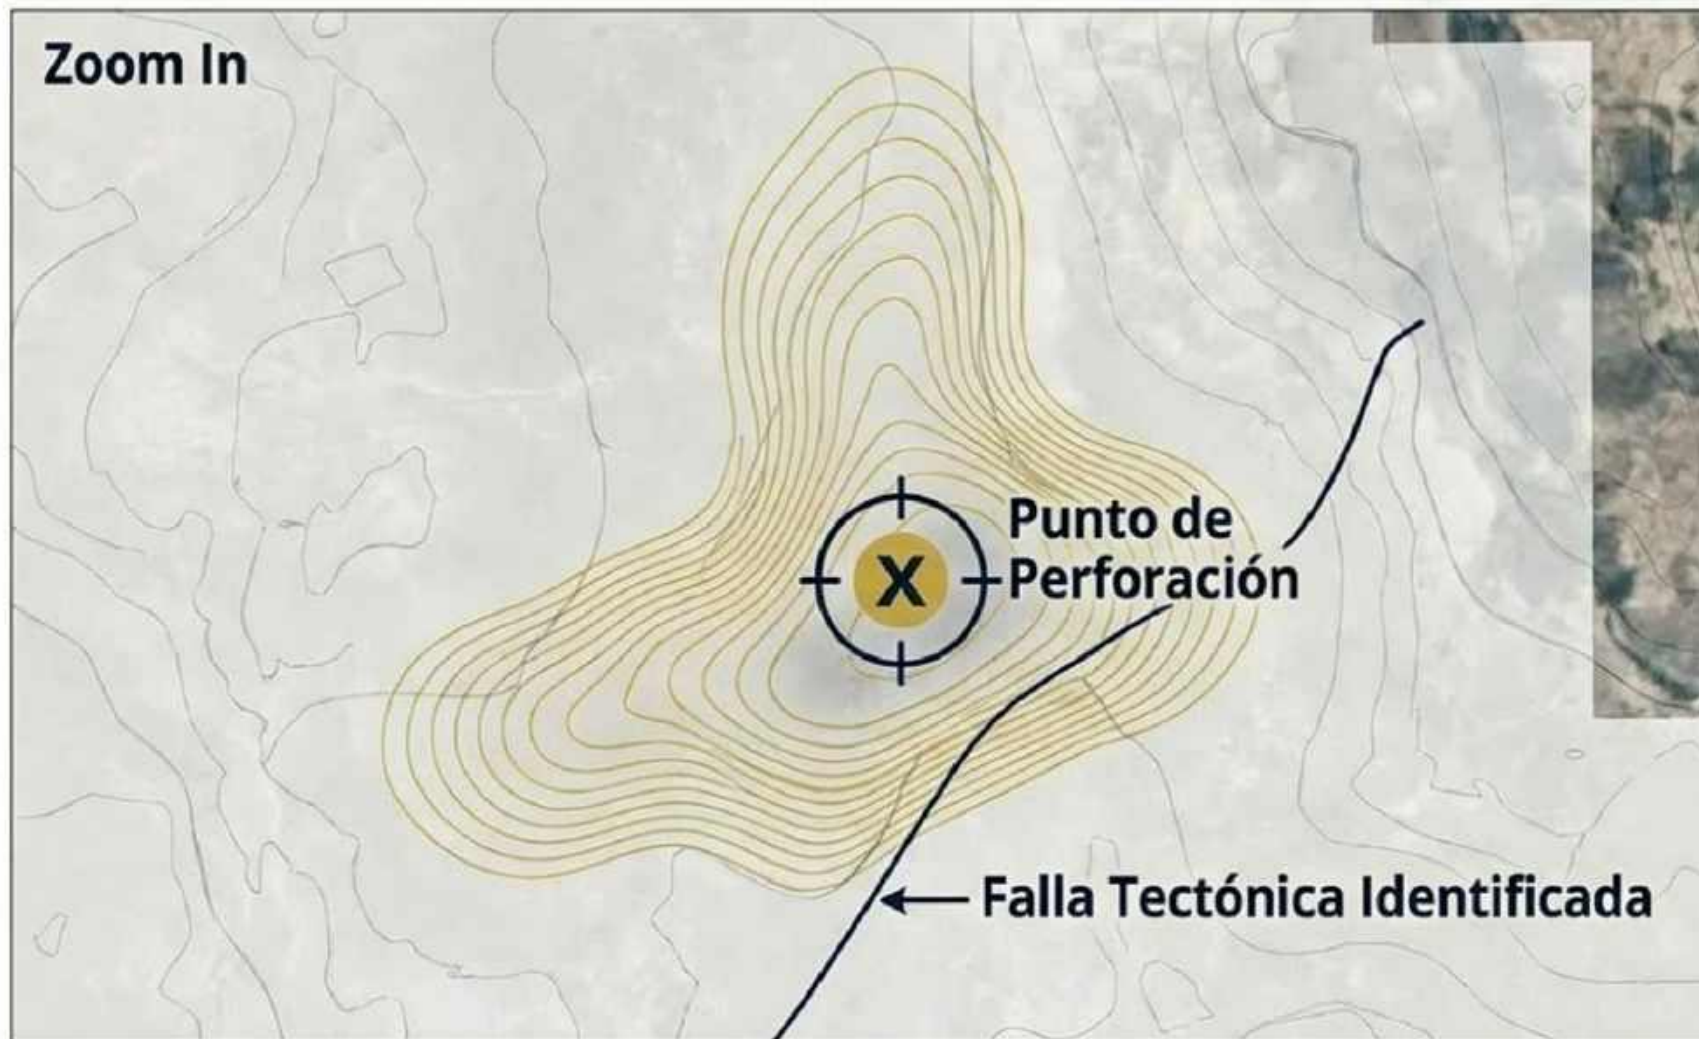 Zoom In
X
Punto de
Perforación
Falla Tectónica Identificada